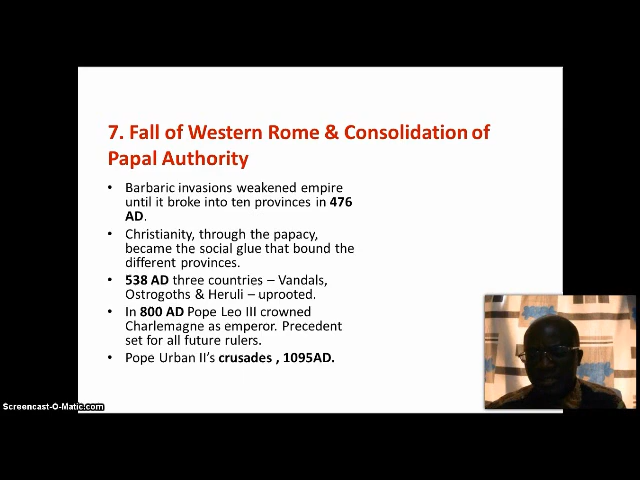 7. Fall of Western Rome & Consolidation of
Papal Authority
• Barbaric invasions weakened empire
until it broke into ten provinces in 476
AD.
• Christianity, through the papacy,
became the social glue that bound the
different provinces.
• 538 AD three countries – Vandals,
Ostrogoths & Heruli – uprooted.
• In 800 AD Pope Leo III crowned
Charlemagne as emperor. Precedent
set for all future rulers.
• Pope Urban II's crusades , 1095AD.
Screencast-O-Matic.com